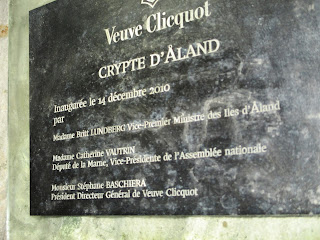 Veuve Clicquot
CRYPTE D'ÅLAND
Inaugurée le 14 décembre 2010
par
Madame Britt LUNDBERG Vice-Premier Ministre des Iles d'Åland
Madame Catherine VAUTRIN
Député de la Marne, Vice-Presidente de l'Assemblée nationale
Monsieur Stéphane BASCHIERA
Président Directeur Général de Veuve Clicquot